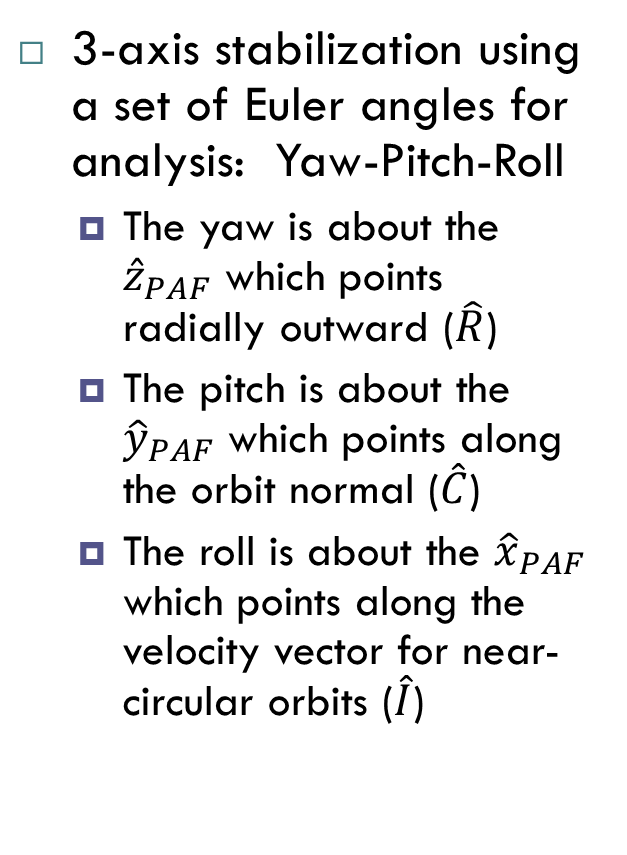 3-axis stabilization using
a set of Euler angles for
analysis: Yaw-Pitch-Roll
The yaw is about the
ẑ_PAF which points
radially outward (R̂)
The pitch is about the
ŷ_PAF which points along
the orbit normal (Ĉ)
The roll is about the x̂_PAF
which points along the
velocity vector for near-
circular orbits (Î)